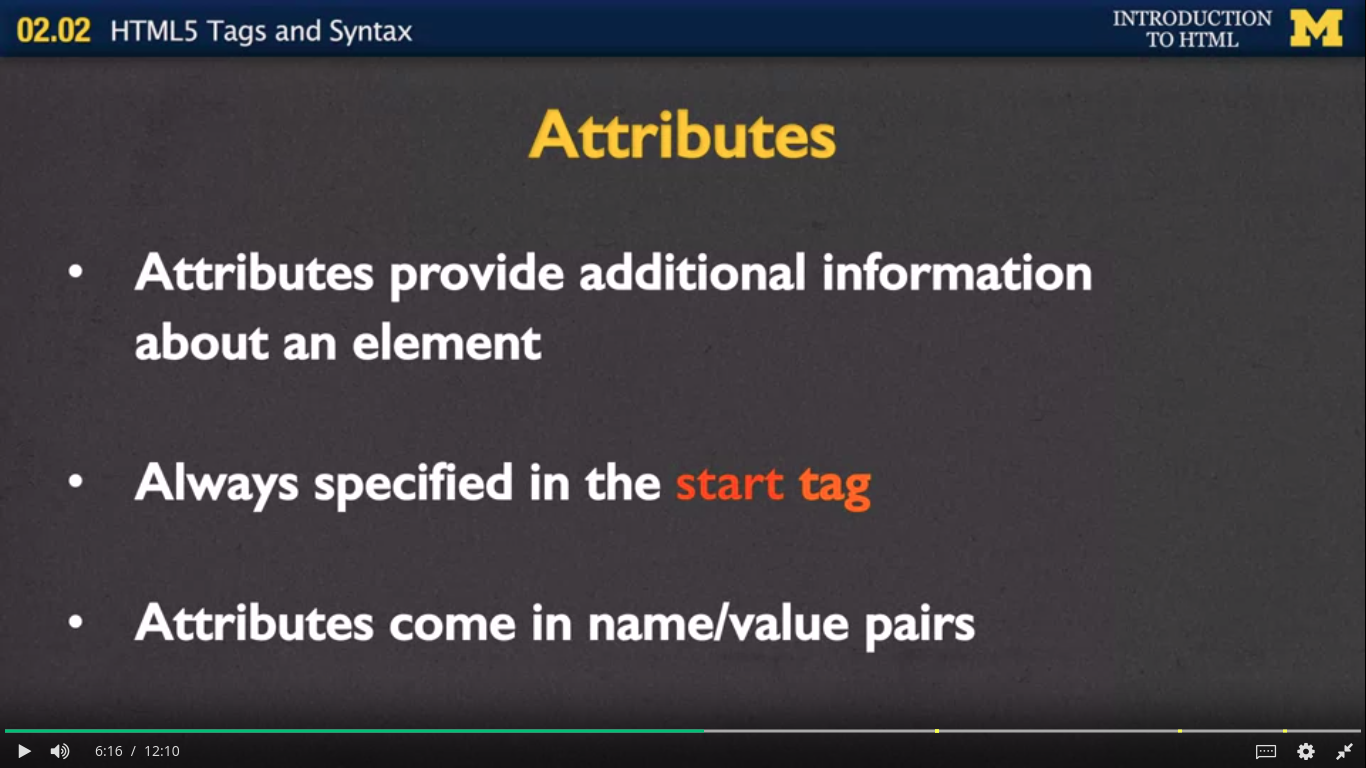 02.02 HTML5 Tags and Syntax
INTRODUCTION
TO HTML
M
Attributes
• Attributes provide additional information
about an element
• Always specified in the start tag
• Attributes come in name/value pairs
6:16 / 12:10